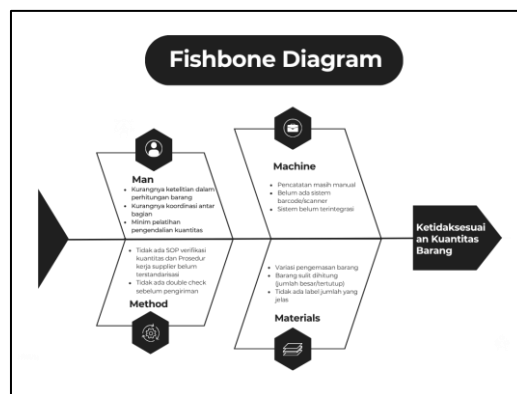 Fishbone Diagram
Man
Kurangnya ketelitian dalam
perhitungan barang
Kurangnya koordinasi antar
bagian
Minim pelatihan
pengendalian kuantitas
Machine
Pencatatan masih manual
Belum ada sistem
barcode/scanner
Sistem belum terintegrasi
Ketidaksesuai
an Kuantitas
Barang
Tidak ada SOP verifikasi
kuantitas dan Prosedur
kerja supplier belum
terstandarisasi
Tidak ada double check
sebelum pengiriman
Method
Variasi pengemasan barang
Barang sulit dihitung
(jumlah besar/tertutup)
Tidak ada label jumlah yang
jelas
Materials